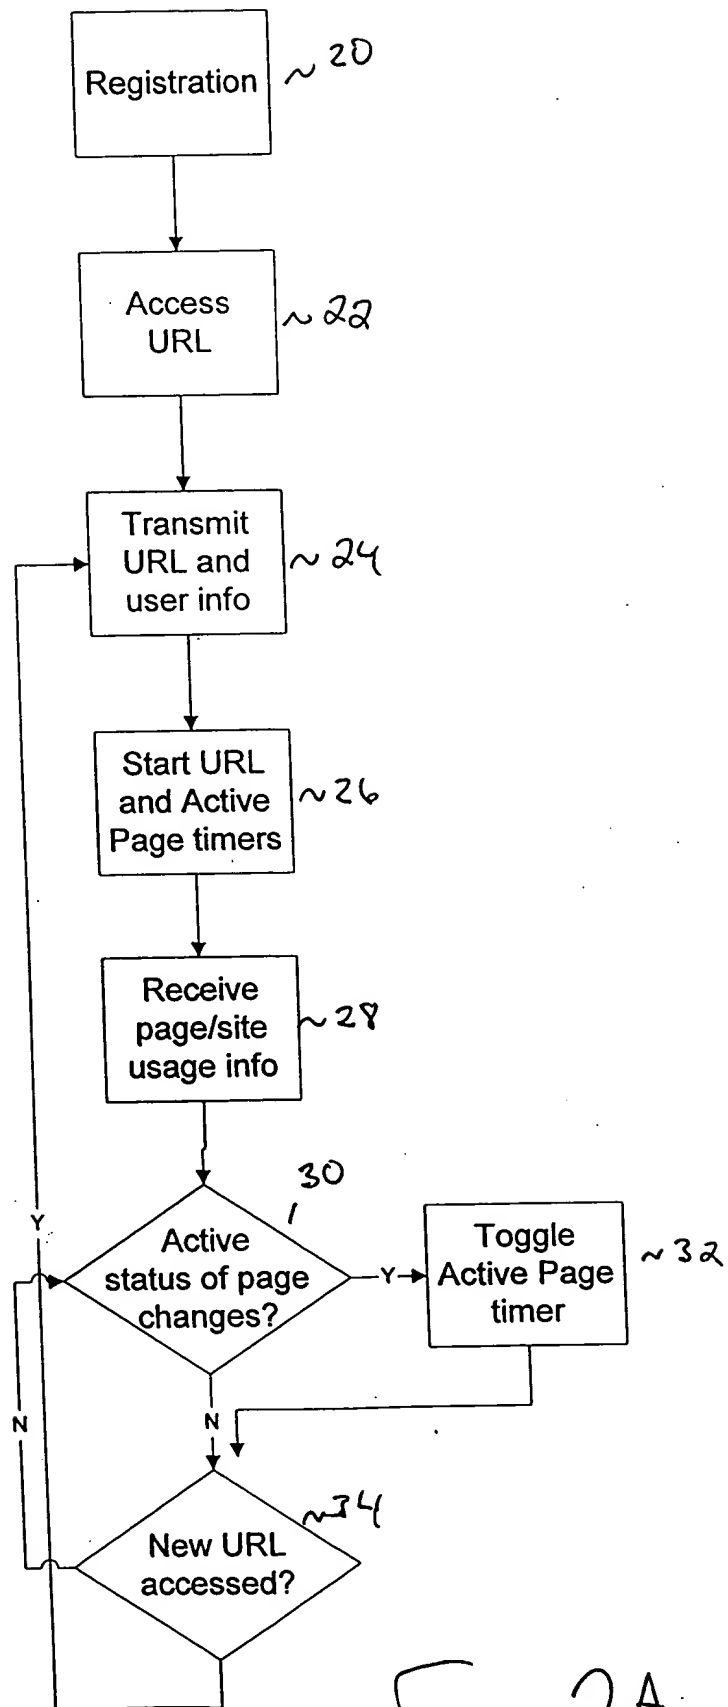 Registration
~20
Access
URL
~22
Transmit
URL and
user info
~24
Start URL
and Active
Page timers
~26
Receive
page/site
usage info
~28
30
Active
status of page
changes?
Y
Y
Toggle
Active Page
timer
~32
N
N
~34
New URL
accessed?
2A